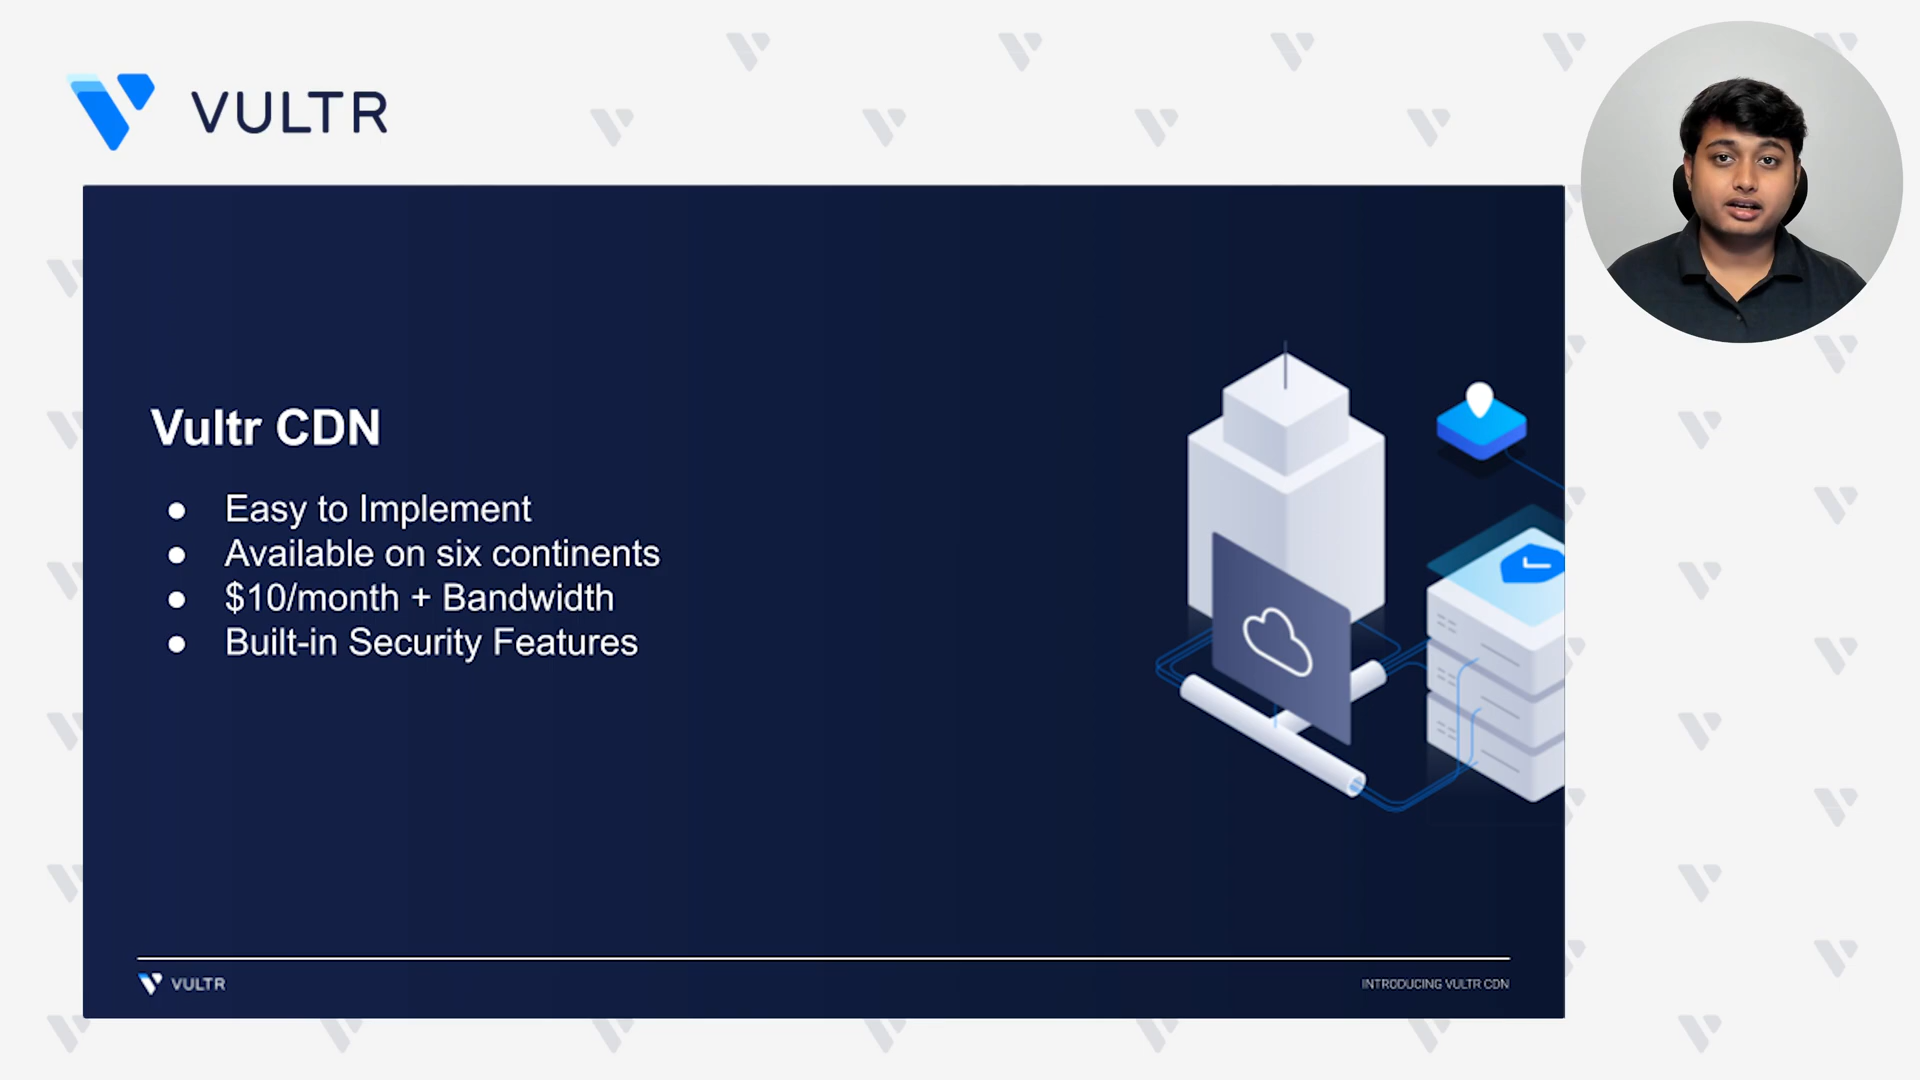 VULTR
Vultr CDN
● Easy to Implement
● Available on six continents
● $10/month + Bandwidth
● Built-in Security Features
VULTR
INTRODUCING VULTR CDN